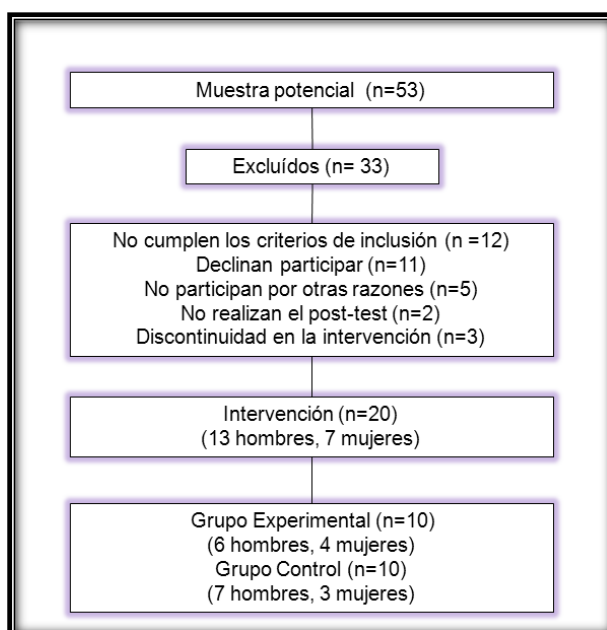 Muestra potencial (n=53)
Excluídos (n= 33)
No cumplen los criterios de inclusión (n =12)
Declinan participar (n=11)
No participan por otras razones (n=5)
No realizan el post-test (n=2)
Discontinuidad en la intervención (n=3)
Intervención (n=20)
(13 hombres, 7 mujeres)
Grupo Experimental (n=10)
(6 hombres, 4 mujeres)
Grupo Control (n=10)
(7 hombres, 3 mujeres)